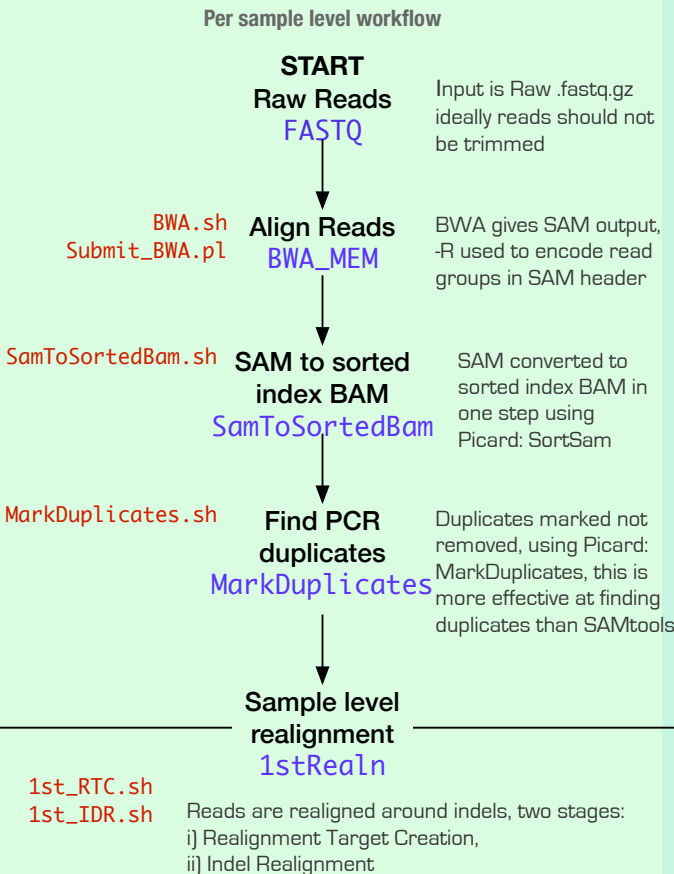 Per sample level workflow
START
Raw Reads
FASTQ
Input is Raw .fastq.gz
ideally reads should not
be trimmed
BWA.sh
Submit_BWA.pl
Align Reads
BWA_MEM
BWA gives SAM output,
-R used to encode read
groups in SAM header
SamToSortedBam.sh
SAM to sorted
index BAM
SamToSortedBam
SAM converted to
sorted index BAM in
one step using
Picard: SortSam
MarkDuplicates.sh
Find PCR
duplicates
MarkDuplicates
Duplicates marked not
removed, using Picard:
MarkDuplicates, this is
more effective at finding
duplicates than SAMtools
Sample level
realignment
1stRealn
1st_RTC.sh
1st_IDR.sh
Reads are realigned around indels, two stages:
i) Realignment Target Creation,
ii) Indel Realignment